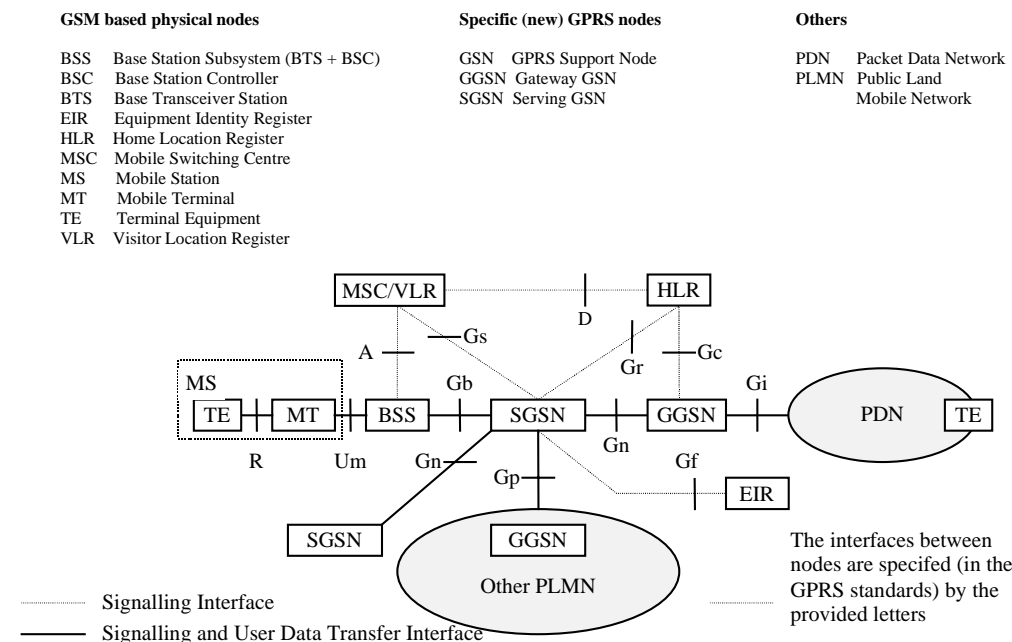 GSM based physical nodes
BSS Base Station Subsystem (BTS + BSC)
BSC Base Station Controller
BTS Base Transceiver Station
EIR Equipment Identity Register
HLR Home Location Register
MSC Mobile Switching Centre
MS Mobile Station
MT Mobile Terminal
TE Terminal Equipment
VLR Visitor Location Register
Specific (new) GPRS nodes
GSN GPRS Support Node
GGSN Gateway GSN
SGSN Serving GSN
Others
PDN Packet Data Network
PLMN Public Land
Mobile Network
MSC/VLR
HLR
D
Gs
A
Gr
Gc
MS
Gb
Gi
TE
MT
BSS
SGSN
GGSN
PDN
TE
R
Um
Gn
Gn
Gf
Gp
EIR
SGSN
GGSN
Other PLMN
The interfaces between
nodes are specifed (in the
GPRS standards) by the
provided letters
Signalling Interface
Signalling and User Data Transfer Interface